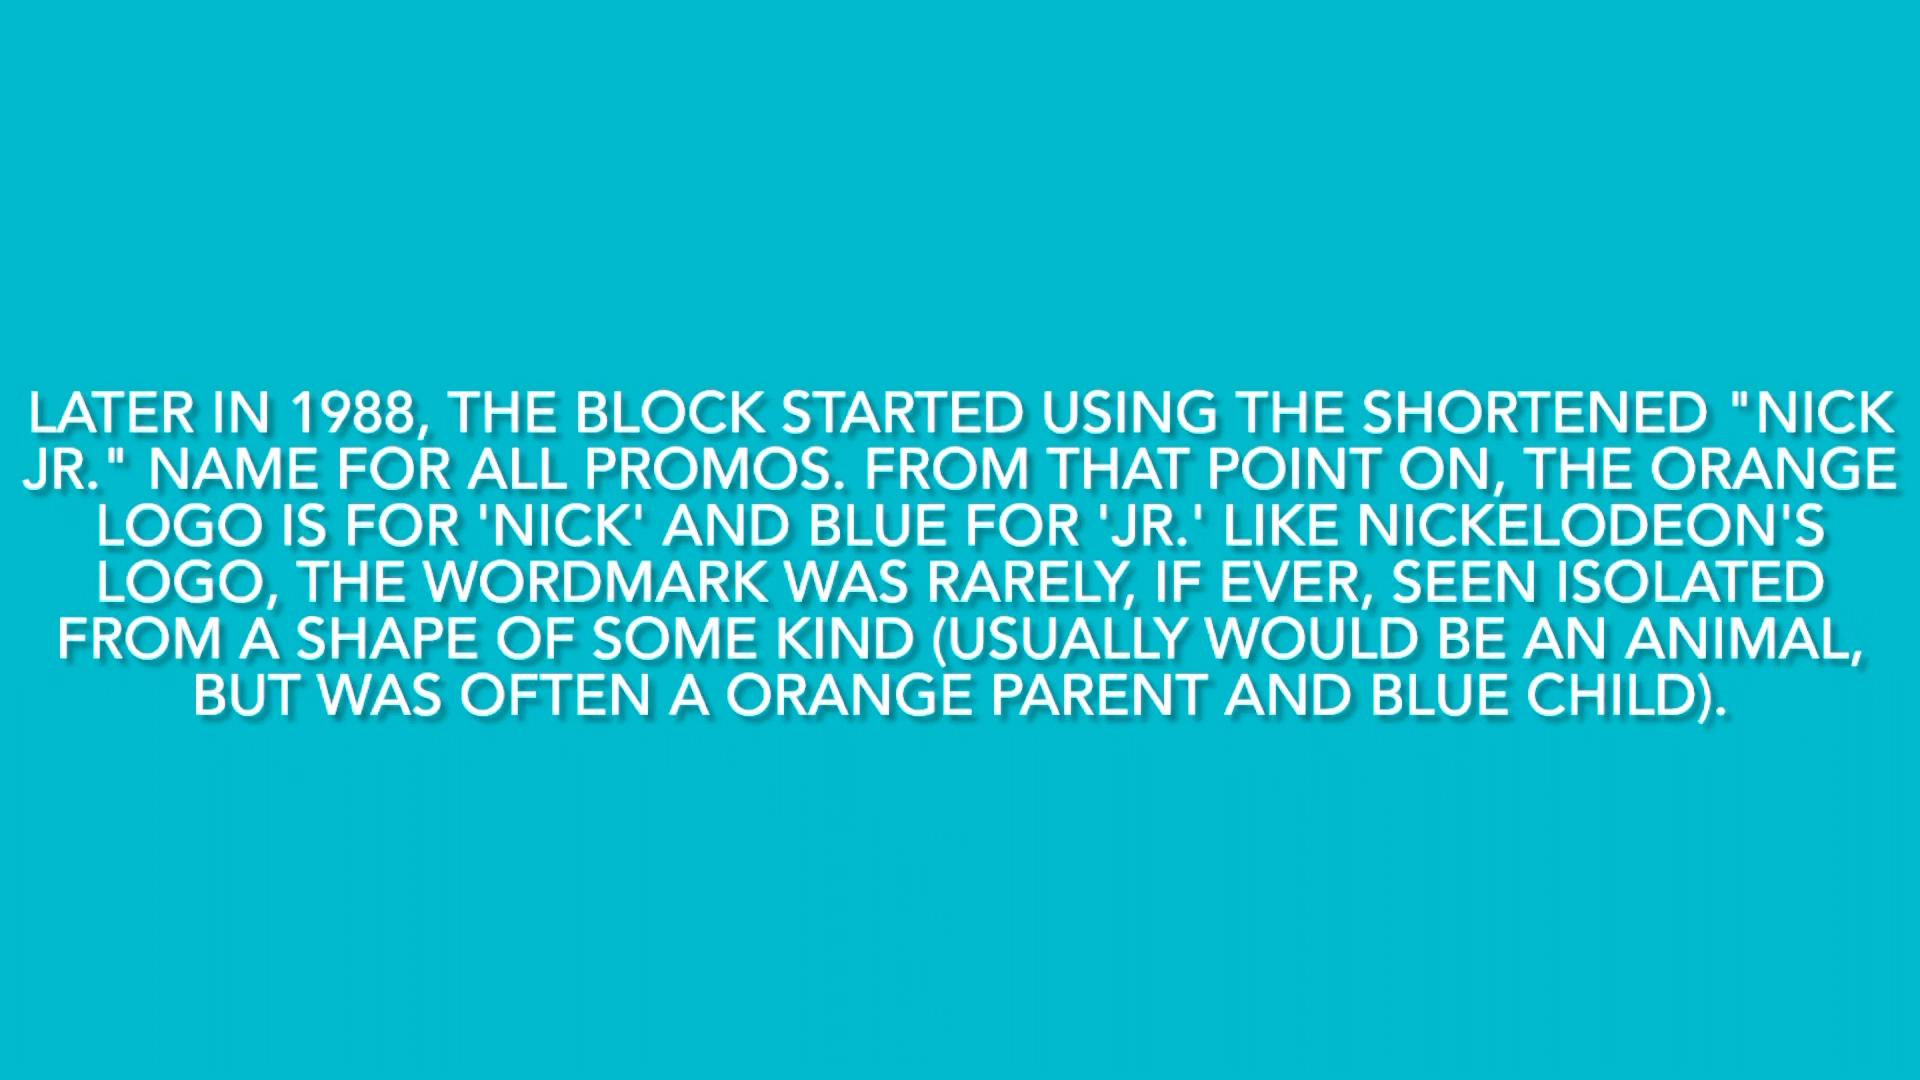 LATER IN 1988, THE BLOCK STARTED USING THE SHORTENED "NICK
JR." NAME FOR ALL PROMOS. FROM THAT POINT ON, THE ORANGE
LOGO IS FOR 'NICK' AND BLUE FOR 'JR.' LIKE NICKELODEON'S
LOGO, THE WORDMARK WAS RARELY, IF EVER, SEEN ISOLATED
FROM A SHAPE OF SOME KIND (USUALLY WOULD BE AN ANIMAL,
BUT WAS OFTEN A ORANGE PARENT AND BLUE CHILD).